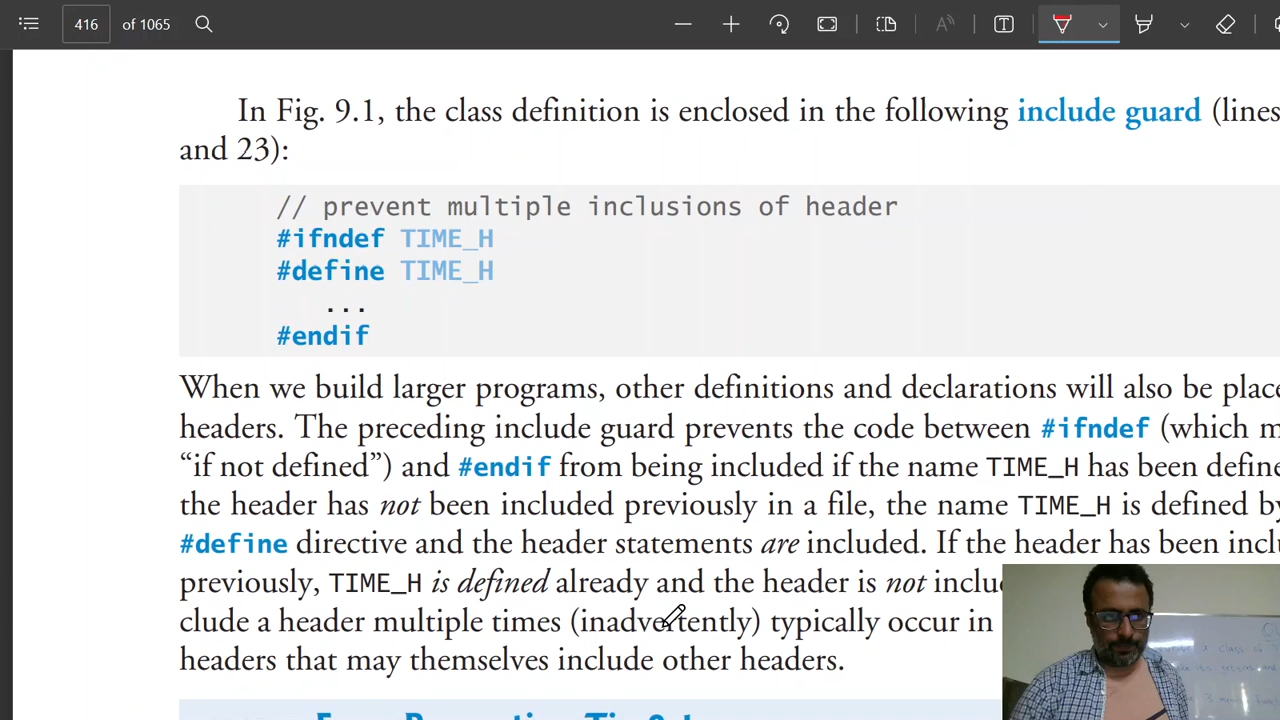 416 of 1065
In Fig. 9.1, the class definition is enclosed in the following include guard (lines
and 23):
// prevent multiple inclusions of header
#ifndef TIME_H
#define TIME_H
...
#endif
When we build larger programs, other definitions and declarations will also be place
headers. The preceding include guard prevents the code between #ifndef (which m
“if not defined”) and #endif from being included if the name TIME_H has been define
the header has not been included previously in a file, the name TIME_H is defined by
#define directive and the header statements are included. If the header has been incl
previously, TIME_H is defined already and the header is not inclu
clude a header multiple times (inadvertently) typically occur in
headers that may themselves include other headers.